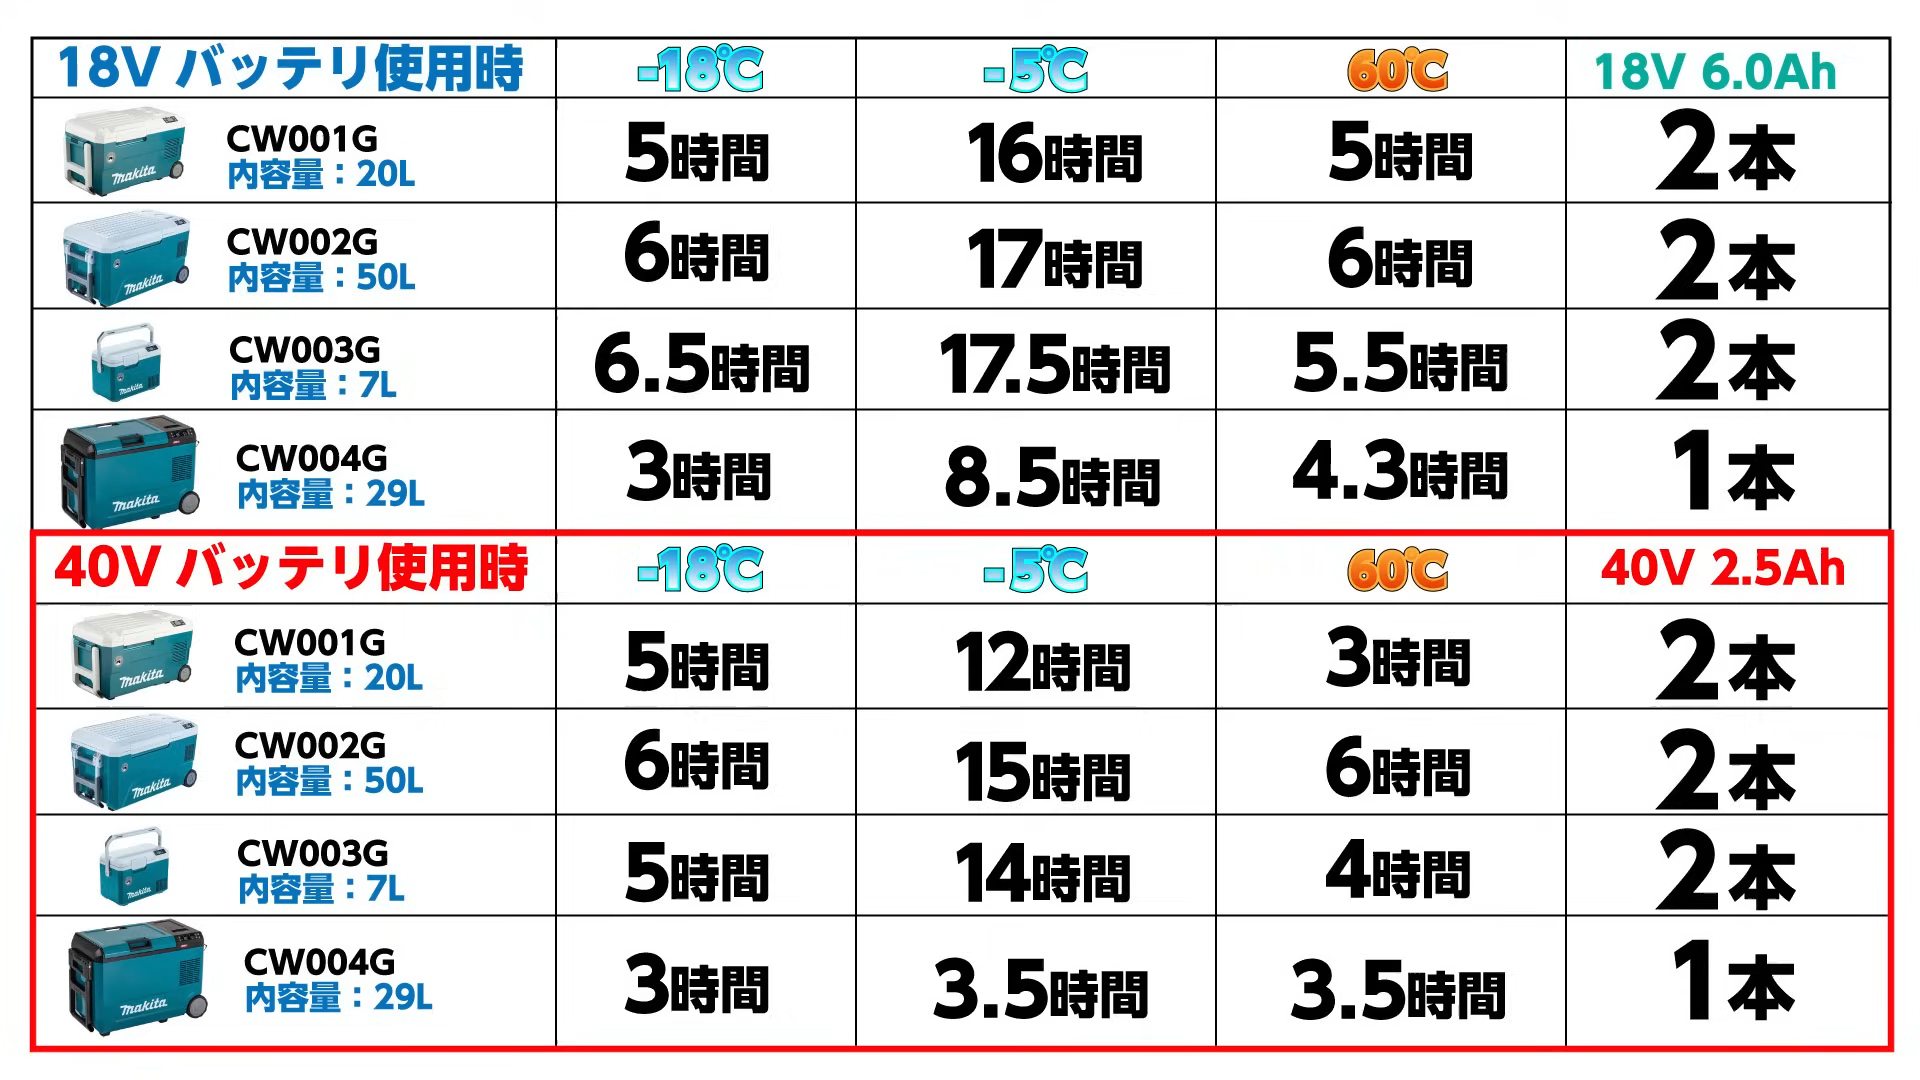 18V バッテリ使用時 -18℃ -5℃ 60℃ 18V 6.0Ah
makita
CW001G
内容量：20L
5時間 16時間 5時間 2本
makita
CW002G
内容量：50L
6時間 17時間 6時間 2本
makita
CW003G
内容量：7L
6.5時間 17.5時間 5.5時間 2本
makita
CW004G
内容量：29L
3時間 8.5時間 4.3時間 1本
40V バッテリ使用時 -18℃ -5℃ 60℃ 40V 2.5Ah
makita
CW001G
内容量：20L
5時間 12時間 3時間 2本
makita
CW002G
内容量：50L
6時間 15時間 6時間 2本
makita
CW003G
内容量：7L
5時間 14時間 4時間 2本
makita
CW004G
内容量：29L
3時間 3.5時間 3.5時間 1本